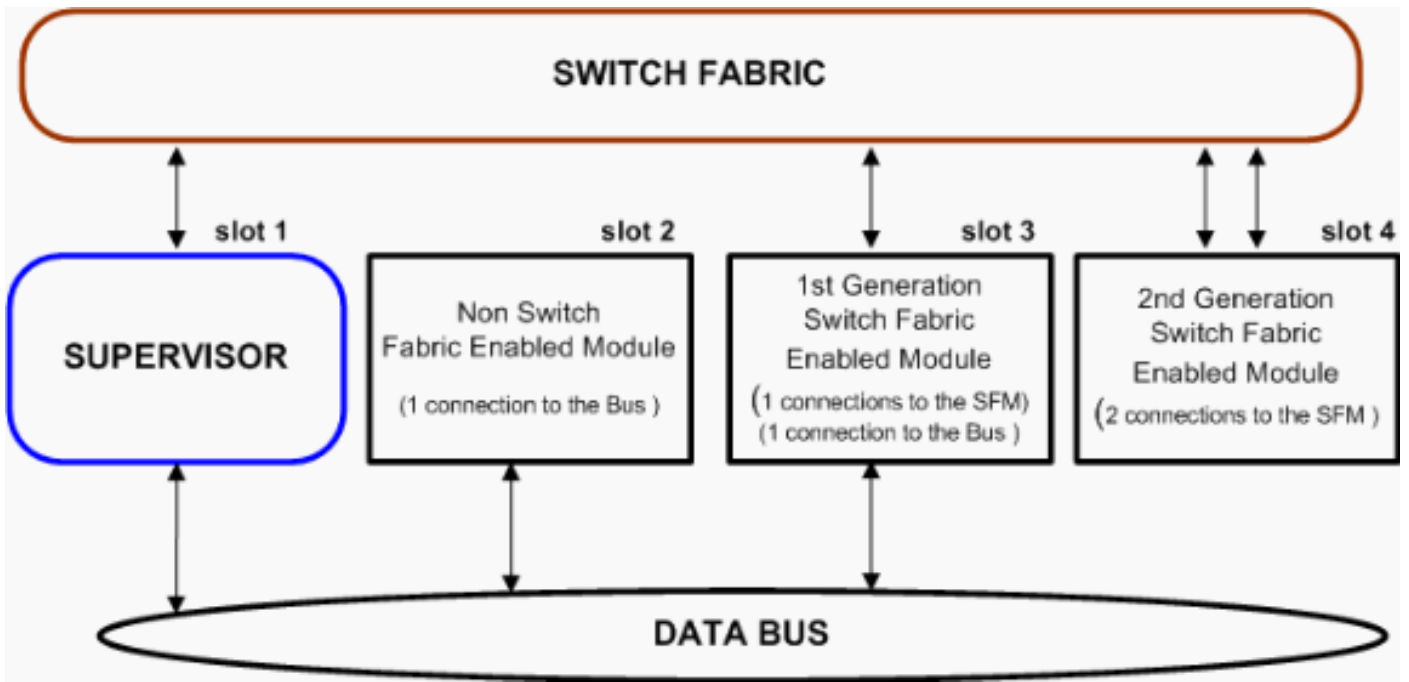 SWITCH FABRIC
slot 1
slot 2
slot 3
slot 4
SUPERVISOR
Non Switch
Fabric Enabled Module
(1 connection to the Bus )
1st Generation
Switch Fabric
Enabled Module
(1 connections to the SFM)
(1 connection to the Bus )
2nd Generation
Switch Fabric
Enabled Module
(2 connections to the SFM )
DATA BUS